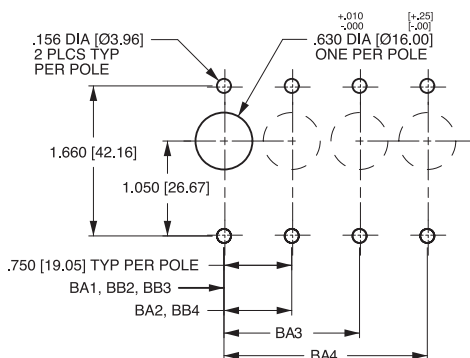 +.010 [+.25]
-.000 [-.00]
.156 DIA [Ø3.96]
2 PLCS TYP
PER POLE
.630 DIA [Ø16.00]
ONE PER POLE
1.660 [42.16]
1.050 [26.67]
.750 [19.05] TYP PER POLE
BA1, BB2, BB3
BA2, BB4
BA3
BA4